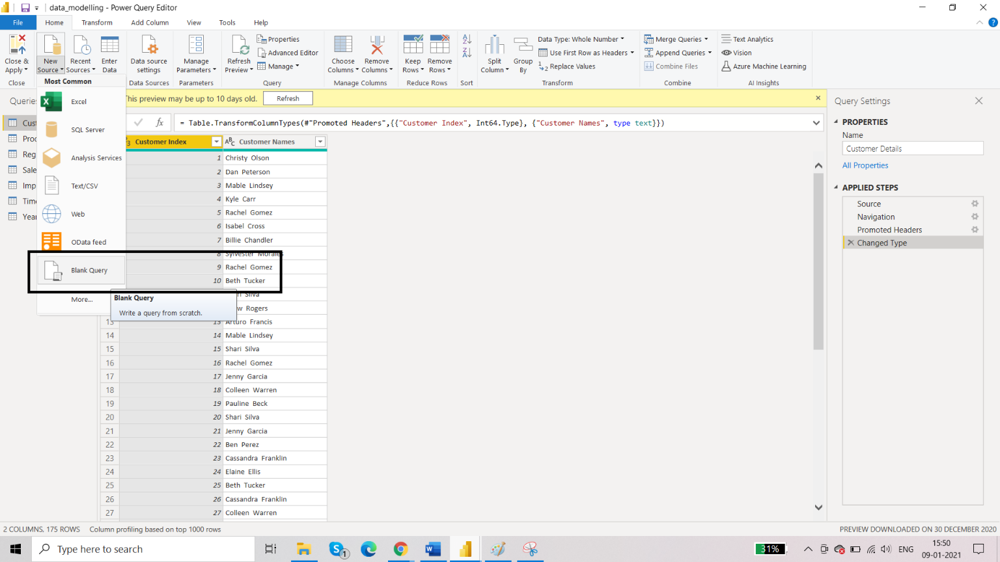 data_modelling - Power Query Editor
File Home Transform Add Column View Tools Help
Close & Apply
New Source
Recent Sources
Enter Data
Data source settings
Manage Parameters
Refresh Preview
Properties
Advanced Editor
Manage
Choose Columns
Remove Columns
Keep Rows
Remove Rows
Split Column
Group By
Data Type: Whole Number
Use First Row as Headers
Replace Values
Merge Queries
Append Queries
Combine Files
Text Analytics
Vision
Azure Machine Learning
Close Data Sources Parameters Query Manage Columns Reduce Rows Sort Transform Combine AI Insights
Most Common
Excel
SQL Server
Analysis Services
Text/CSV
Web
OData feed
Blank Query
More...
Blank Query
Write a query from scratch.
Queries
Cust
Proc
Reg
Sale
Imp
Time
Year
his preview may be up to 10 days old. Refresh
fx = Table.TransformColumnTypes(#"Promoted Headers",{{"Customer Index", Int64.Type}, {"Customer Names", type text}})
3 Customer Index ABC Customer Names
1 Christy Olson
2 Dan Peterson
3 Mable Lindsey
4 Kyle Carr
5 Rachel Gomez
6 Isabel Cross
7 Billie Chandler
8 Sylvester Morales
9 Rachel Gomez
10 Beth Tucker
ri Silva
w Rogers
13 13 Arturo Francis
14 14 Mable Lindsey
15 15 Shari Silva
16 16 Rachel Gomez
17 17 Jenny Garcia
18 18 Colleen Warren
19 19 Pauline Beck
20 20 Shari Silva
21 21 Jenny Garcia
22 22 Ben Perez
23 23 Cassandra Franklin
24 24 Elaine Ellis
25 25 Beth Tucker
26 26 Cassandra Franklin
27 27 Colleen Warren
Query Settings
PROPERTIES
Name
Customer Details
All Properties
APPLIED STEPS
Source
Navigation
Promoted Headers
Changed Type
2 COLUMNS, 175 ROWS Column profiling based on top 1000 rows PREVIEW DOWNLOADED ON 30 DECEMBER 2020
Type here to search
1
31%
ENG
15:50
09-01-2021